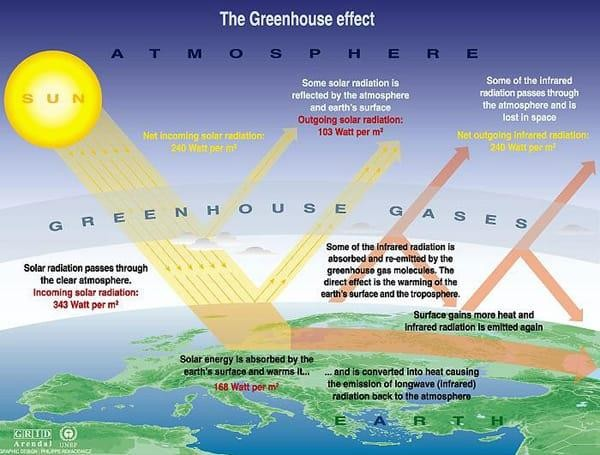 The Greenhouse effect
A T M O S P H E R E
S U N
Some solar radiation is
reflected by the atmosphere
and earth's surface
Outgoing solar radiation:
103 Watt per m²
Some of the infrared
radiation passes through
the atmosphere and is
lost in space
Net outgoing infrared radiation:
240 Watt per m²
Net incoming solar radiation:
240 Watt per m²
G R E E N H O U S E G A S E S
Solar radiation passes through
the clear atmosphere.
Incoming solar radiation:
343 Watt per m²
Some of the infrared radiation is
absorbed and re-emitted by the
greenhouse gas molecules. The
direct effect is the warming of the
earth's surface and the troposphere.
Surface gains more heat and
infrared radiation is emitted again
Solar energy is absorbed by the
earth's surface and warms it...
168 Watt per m²
... and is converted into heat causing
the emission of longwave (infrared)
radiation back to the atmosphere
E A R T H
G R I D
Arendal UNEP
GRAPHIC DESIGN : PHILIPPE REKACEWICZ